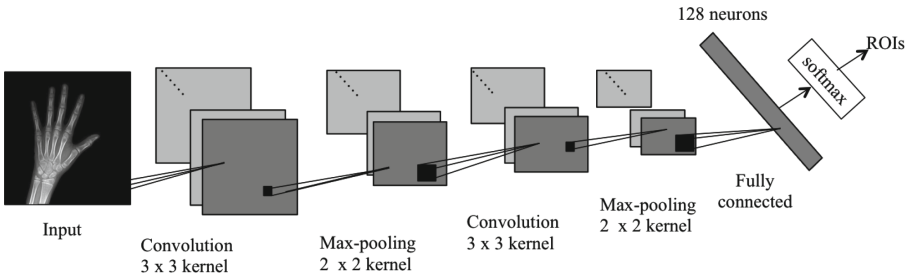 128 neurons
ROIs
softmax
Input
Convolution
3 x 3 kernel
Max-pooling
2 x 2 kernel
Convolution
3 x 3 kernel
Max-pooling
2 x 2 kernel
Fully
connected